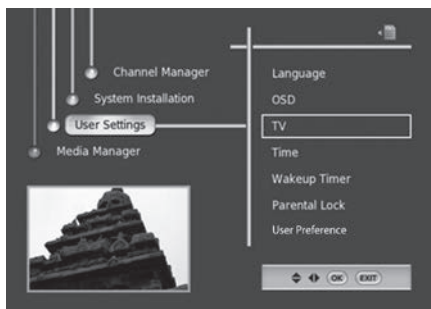 Channel Manager
System Installation
User Settings
Media Manager
Language
OSD
TV
Time
Wakeup Timer
Parental Lock
User Preference
OK EXIT